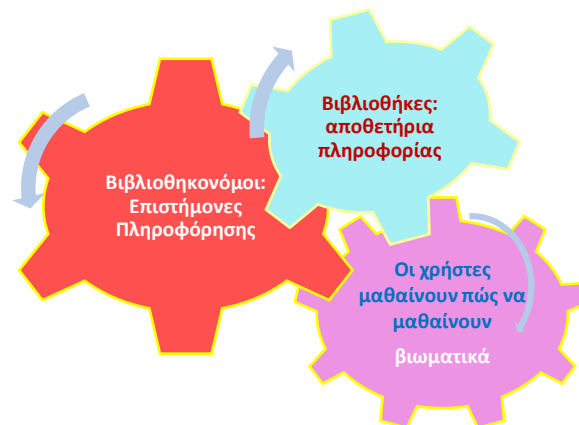 Βιβλιοθήκες:
αποθετήρια
πληροφορίας
Βιβλιοθηκονόμοι:
Επιστήμονες
Πληροφόρησης
Οι χρήστες
μαθαίνουν πώς να
μαθαίνουν
βιωματικά